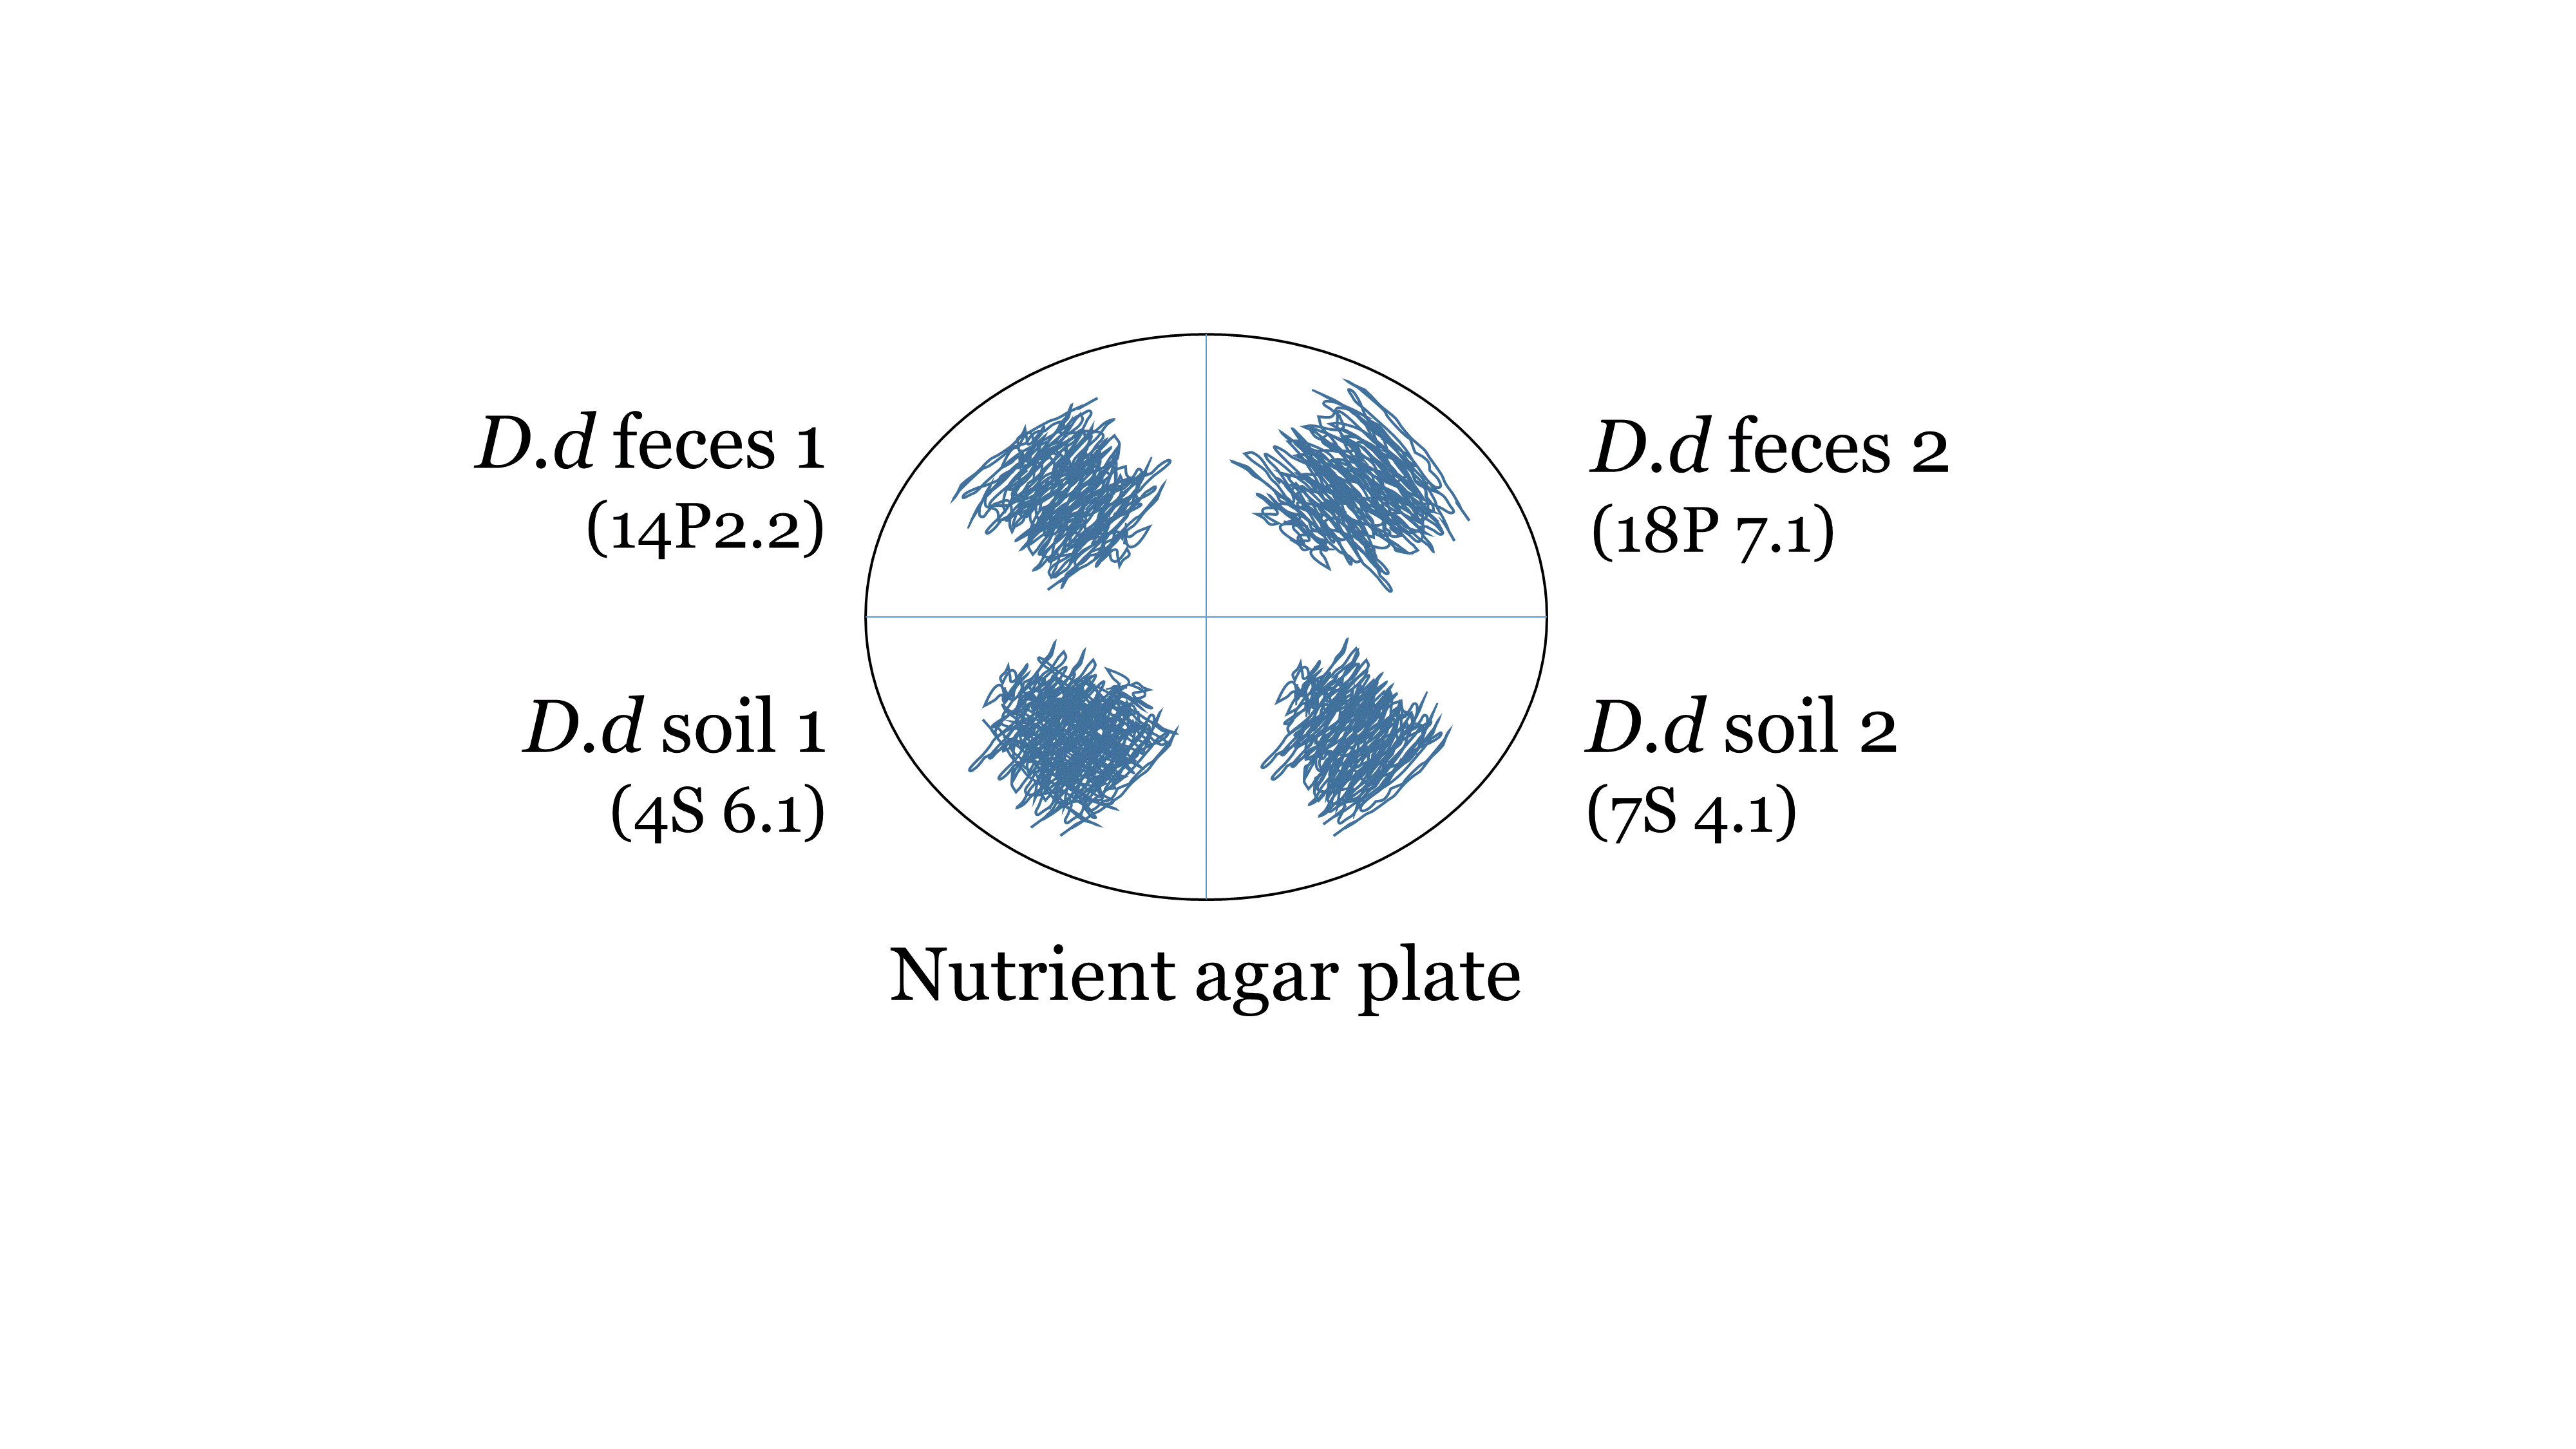 D.d feces 1
(14P2.2)
D.d feces 2
(18P 7.1)
D.d soil 1
(4S 6.1)
D.d soil 2
(7S 4.1)
Nutrient agar plate